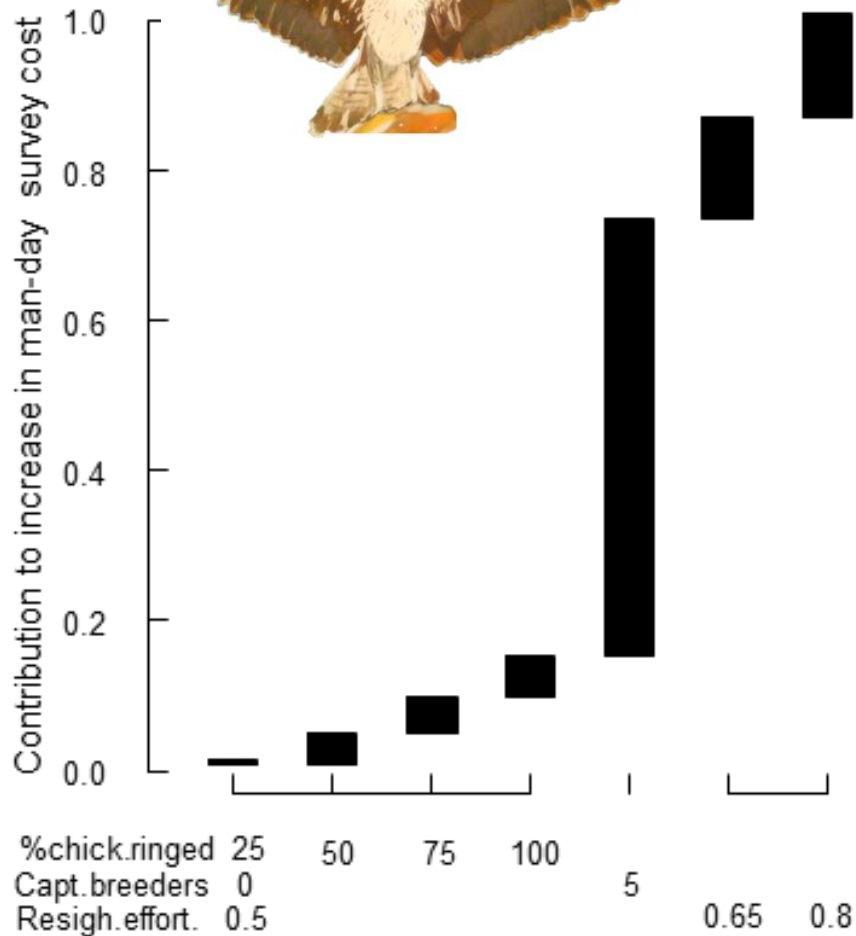 Contribution to increase in man-day survey cost
1.0
0.8
0.6
0.4
0.2
0.0
%chick.ringed 25 50 75 100
Capt.breeders 0 5
Resigh.effort. 0.5 0.65 0.8